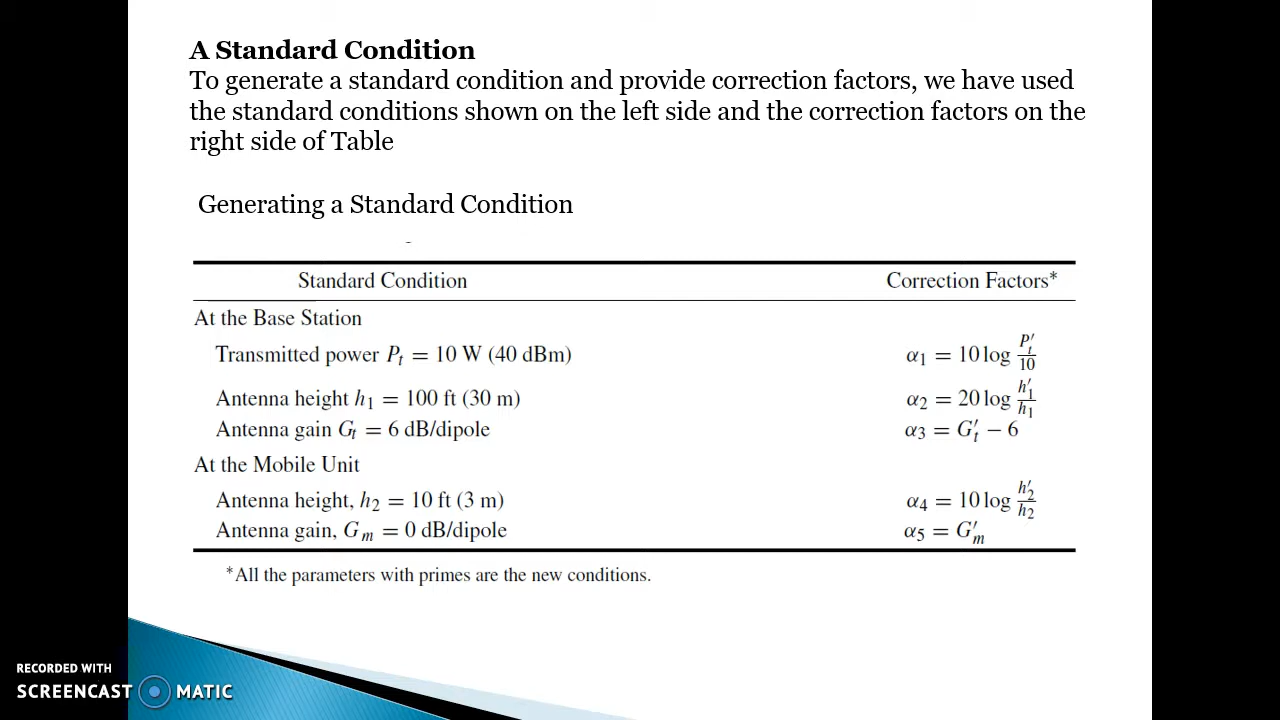 A Standard Condition
To generate a standard condition and provide correction factors, we have used
the standard conditions shown on the left side and the correction factors on the
right side of Table
Generating a Standard Condition
Standard Condition Correction Factors*
At the Base Station
Transmitted power Pₜ = 10 W (40 dBm) α₁ = 10 log P′ₜ/10
Antenna height h₁ = 100 ft (30 m) α₂ = 20 log h′₁/h₁
Antenna gain Gₜ = 6 dB/dipole α₃ = G′ₜ − 6
At the Mobile Unit
Antenna height, h₂ = 10 ft (3 m) α₄ = 10 log h′₂/h₂
Antenna gain, Gₘ = 0 dB/dipole α₅ = G′ₘ
*All the parameters with primes are the new conditions.
RECORDED WITH
SCREENCAST MATIC